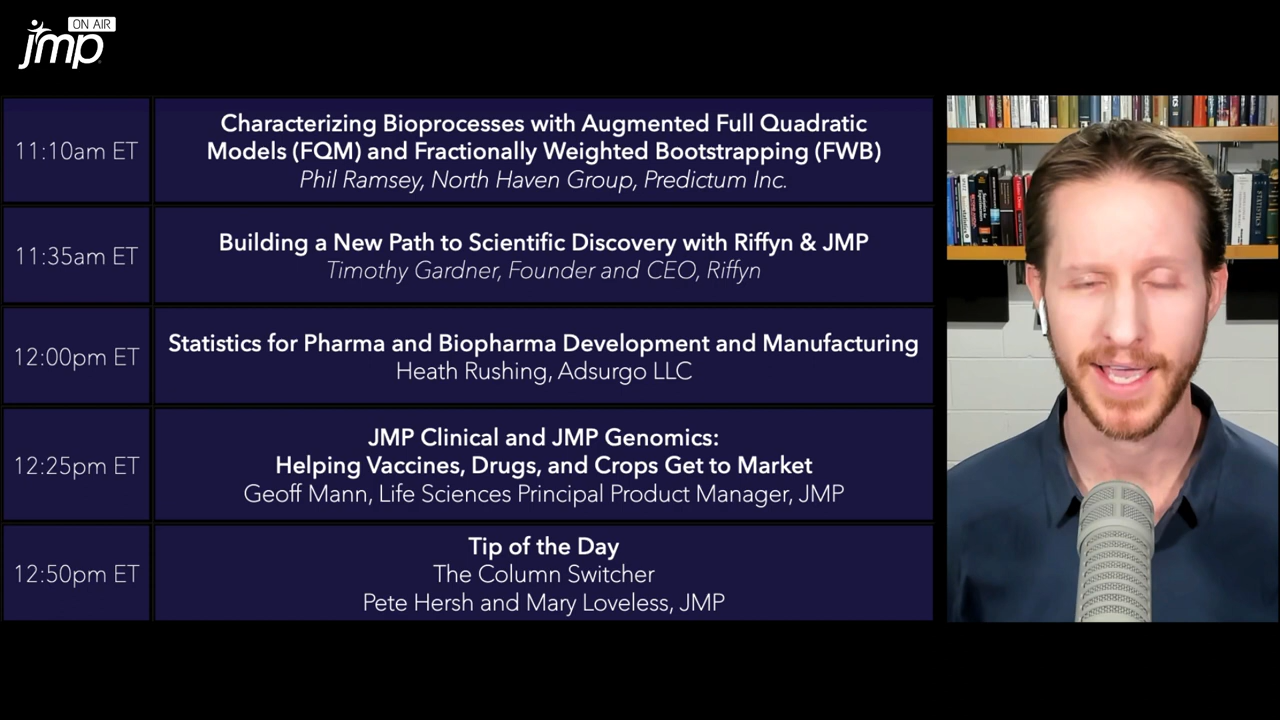 ON AIR
jmp
11:10am ET
Characterizing Bioprocesses with Augmented Full Quadratic
Models (FQM) and Fractionally Weighted Bootstrapping (FWB)
Phil Ramsey, North Haven Group, Predictum Inc.
11:35am ET
Building a New Path to Scientific Discovery with Riffyn & JMP
Timothy Gardner, Founder and CEO, Riffyn
12:00pm ET
Statistics for Pharma and Biopharma Development and Manufacturing
Heath Rushing, Adsurgo LLC
12:25pm ET
JMP Clinical and JMP Genomics:
Helping Vaccines, Drugs, and Crops Get to Market
Geoff Mann, Life Sciences Principal Product Manager, JMP
12:50pm ET
Tip of the Day
The Column Switcher
Pete Hersh and Mary Loveless, JMP